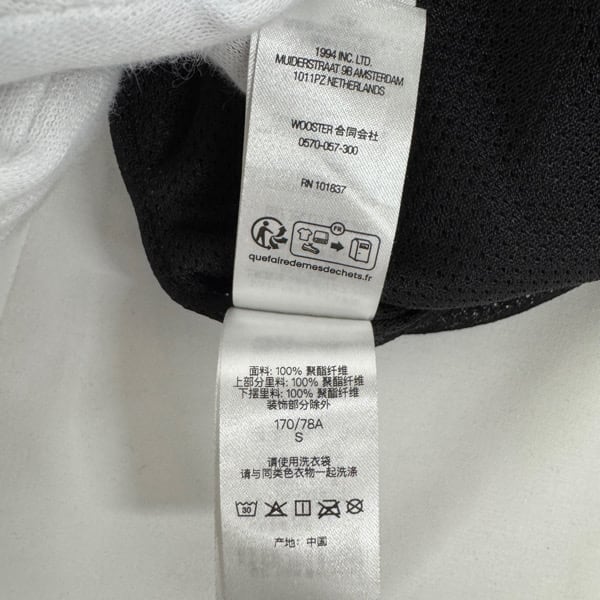 1994 INC. LTD.
MUIDERSTRAAT 9B AMSTERDAM
1011PZ NETHERLANDS
WOOSTER 合同会社
0570-057-300
RN 101837
FR
quefairedemesdechets.fr
面料: 100% 聚酯纤维
上部分里料: 100% 聚酯纤维
下摆里料: 100% 聚酯纤维
装饰部分除外
170/78A
S
请使用洗衣袋
请与同类色衣物一起洗涤
30
产地: 中国